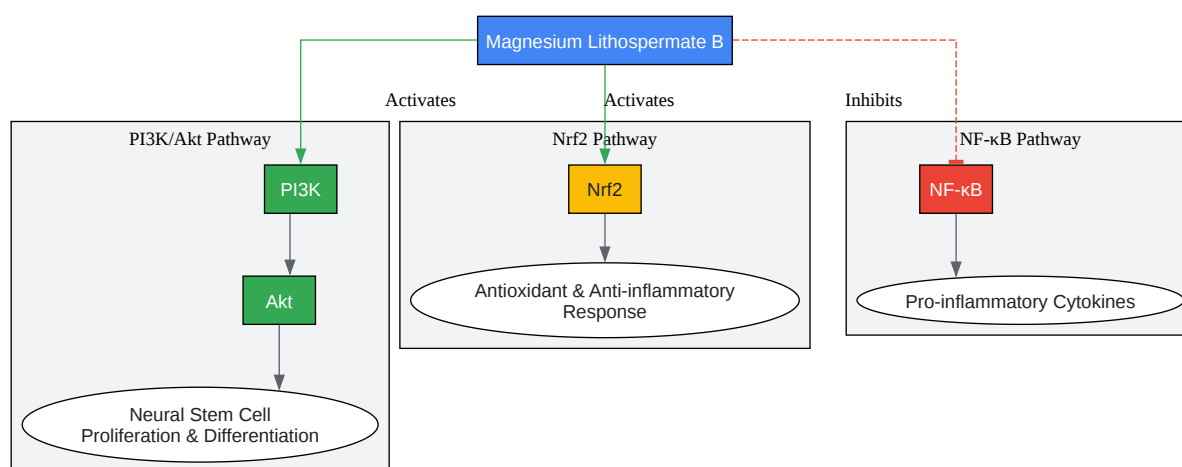 Magnesium Lithospermate B
Activates
Activates
Inhibits
PI3K/Akt Pathway
Nrf2 Pathway
NF-κB Pathway
PI3K
Nrf2
NF-κB
Akt
Antioxidant & Anti-inflammatory
Response
Pro-inflammatory Cytokines
Neural Stem Cell
Proliferation & Differentiation